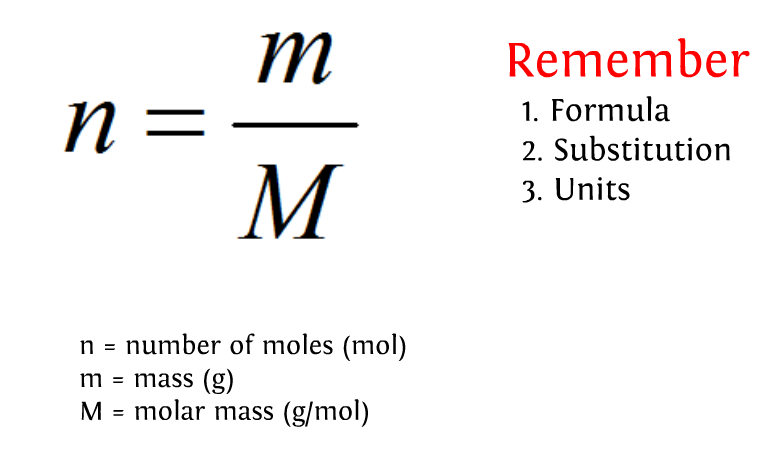 n = m/M
Remember
1. Formula
2. Substitution
3. Units
n = number of moles (mol)
m = mass (g)
M = molar mass (g/mol)